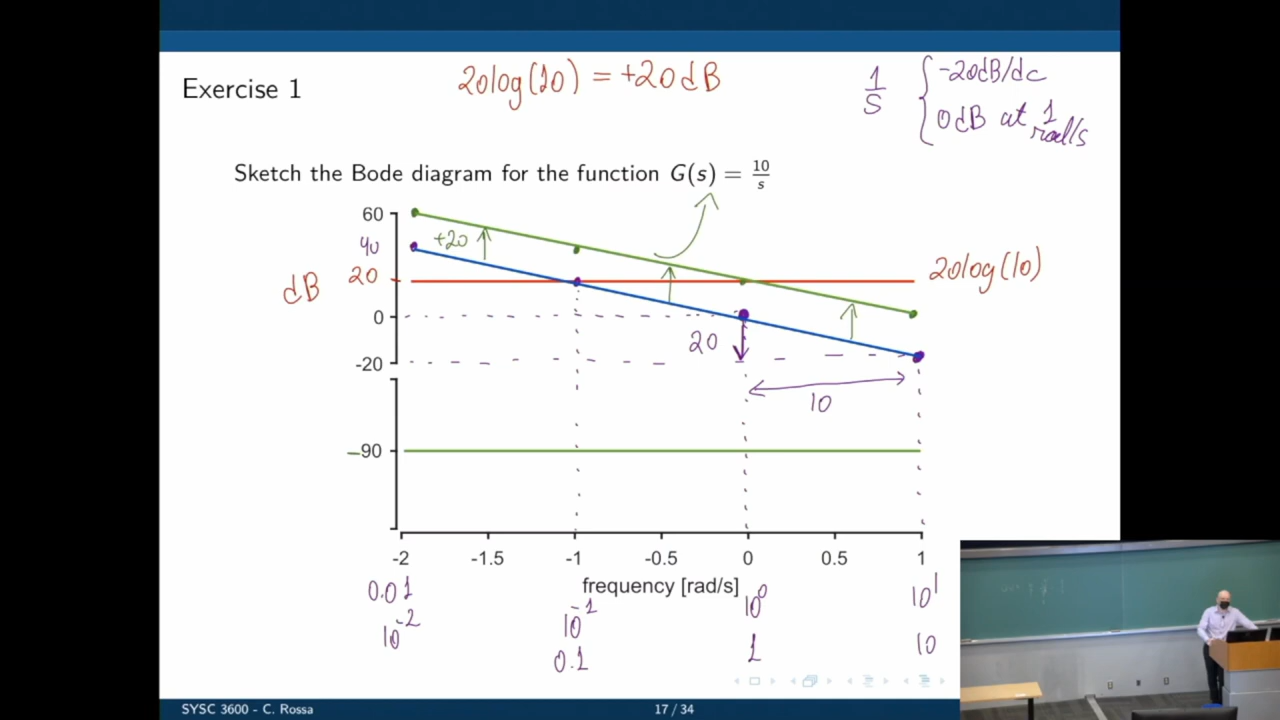 20log(10) = +20dB
1/s { -20dB/dc
0dB at 1 rad/s
Exercise 1
Sketch the Bode diagram for the function G(s) = 10/s
60
40
+20
20
20log(10)
dB
0
20
-20
10
-90
-2 -1.5 -1 -0.5 0 0.5 1
frequency [rad/s]
0.01 10^-1 10^0 10^1
10^-2 0.1 1 10
SYSC 3600 - C. Rossa 17 / 34